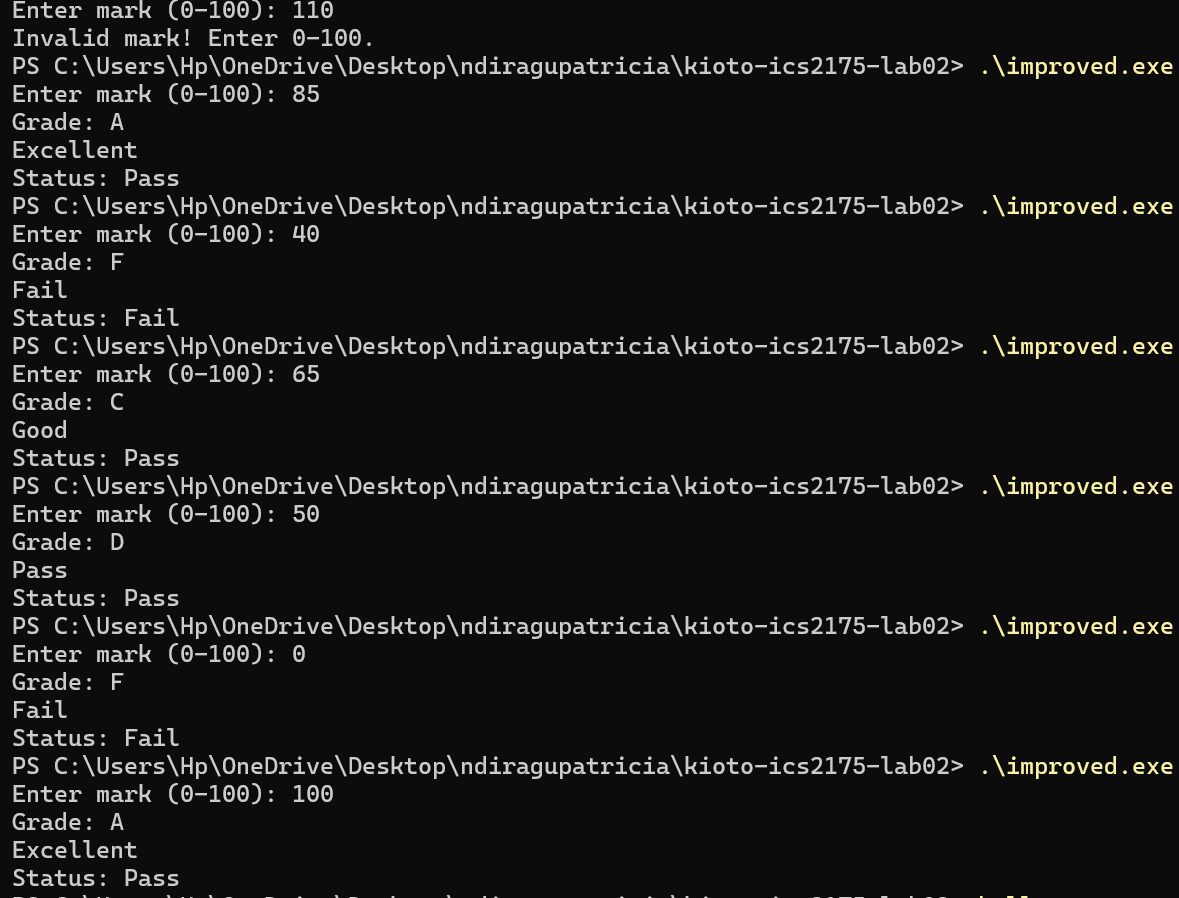 Enter mark (0-100): 110
Invalid mark! Enter 0-100.
PS C:\Users\Hp\OneDrive\Desktop\ndiragupatricia\kioto-ics2175-lab02> .\improved.exe
Enter mark (0-100): 85
Grade: A
Excellent
Status: Pass
PS C:\Users\Hp\OneDrive\Desktop\ndiragupatricia\kioto-ics2175-lab02> .\improved.exe
Enter mark (0-100): 40
Grade: F
Fail
Status: Fail
PS C:\Users\Hp\OneDrive\Desktop\ndiragupatricia\kioto-ics2175-lab02> .\improved.exe
Enter mark (0-100): 65
Grade: C
Good
Status: Pass
PS C:\Users\Hp\OneDrive\Desktop\ndiragupatricia\kioto-ics2175-lab02> .\improved.exe
Enter mark (0-100): 50
Grade: D
Pass
Status: Pass
PS C:\Users\Hp\OneDrive\Desktop\ndiragupatricia\kioto-ics2175-lab02> .\improved.exe
Enter mark (0-100): 0
Grade: F
Fail
Status: Fail
PS C:\Users\Hp\OneDrive\Desktop\ndiragupatricia\kioto-ics2175-lab02> .\improved.exe
Enter mark (0-100): 100
Grade: A
Excellent
Status: Pass